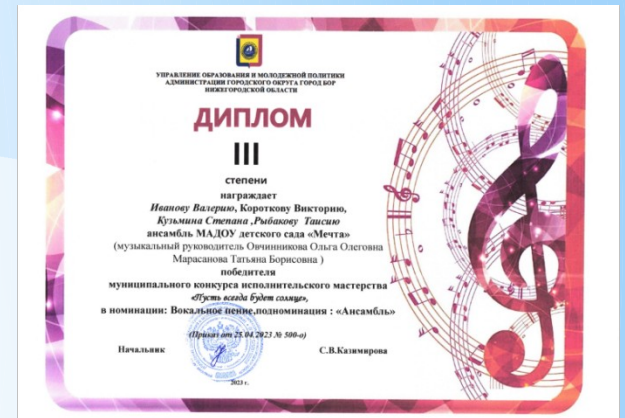 УПРАВЛЕНИЕ ОБРАЗОВАНИЯ И МОЛОДЕЖНОЙ ПОЛИТИКИ
АДМИНИСТРАЦИИ ГОРОДСКОГО ОКРУГА ГОРОД БОР
НИЖЕГОРОДСКОЙ ОБЛАСТИ
ДИПЛОМ
III
степени
награждает
Иванову Валерию, Короткову Викторию,
Кузьмина Степана ,Рыбакову Таисию
ансамбль МАДОУ детского сада «Мечта»
(музыкальный руководитель Овчинникова Ольга Олеговна
Марасанова Татьяна Борисовна )
победителя
муниципального конкурса исполнительского мастерства
«Пусть всегда будет солнце»,
в номинации: Вокальное пение,подноминация : «Ансамбль»
(Приказ от 25.04.2023 № 500-о)
Начальник С.В.Казимирова
2023 г.